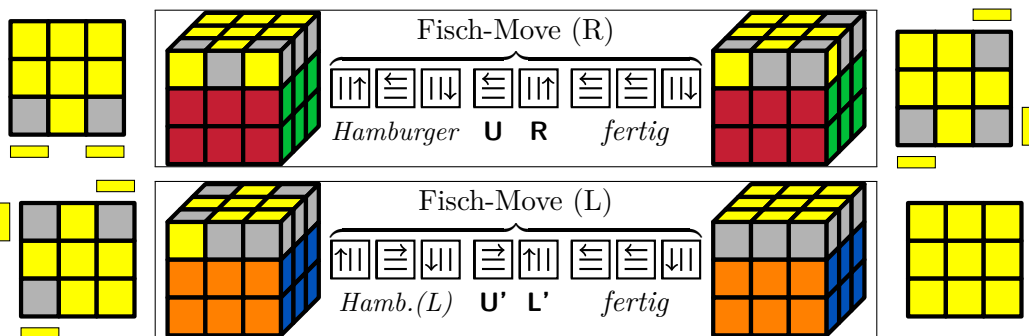 Fisch-Move (R)
Hamburger U R fertig
Fisch-Move (L)
Hamb.(L) U' L' fertig